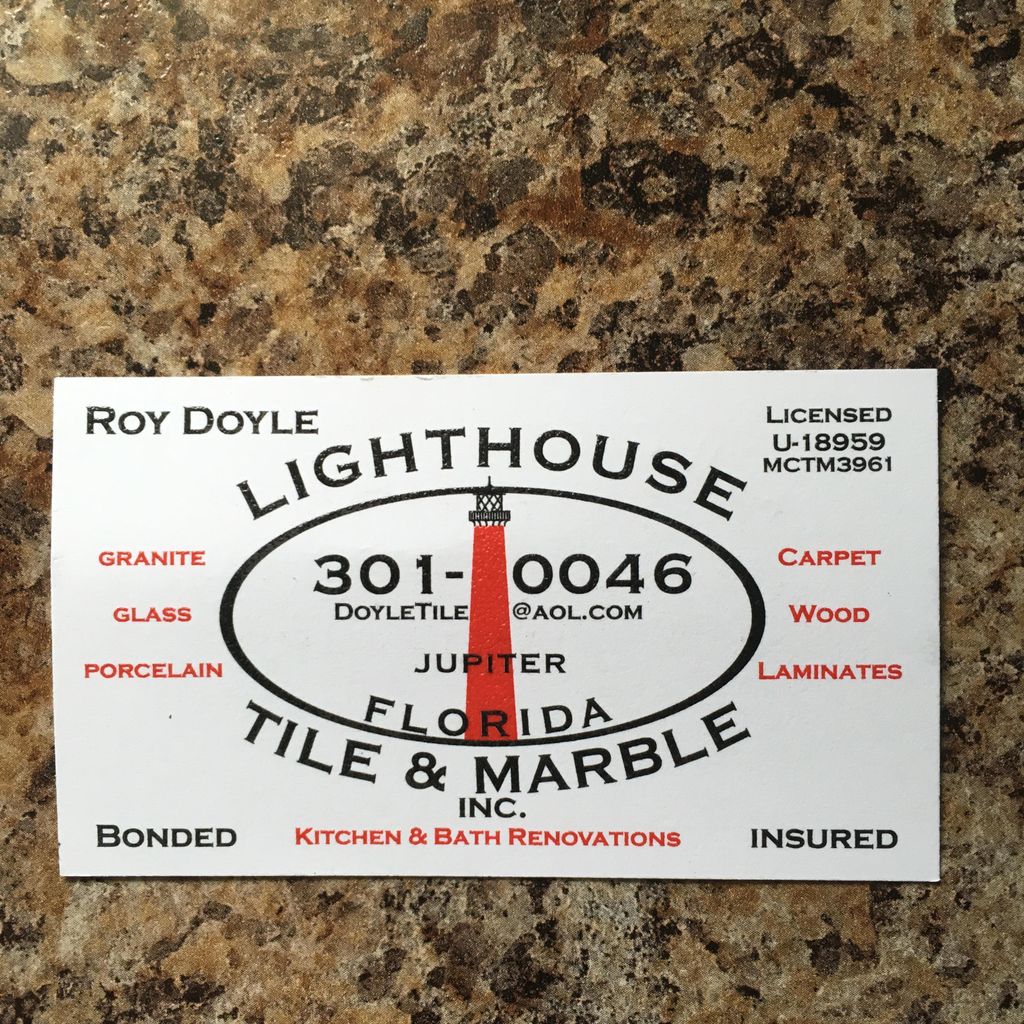 ROY DOYLE
LICENSED
U-18959
MCTM3961
LIGHTHOUSE
301-0046
DOYLETILE@AOL.COM
JUPITER
FLORIDA
TILE & MARBLE
INC.
GRANITE
GLASS
PORCELAIN
CARPET
WOOD
LAMINATES
BONDED
KITCHEN & BATH RENOVATIONS
INSURED